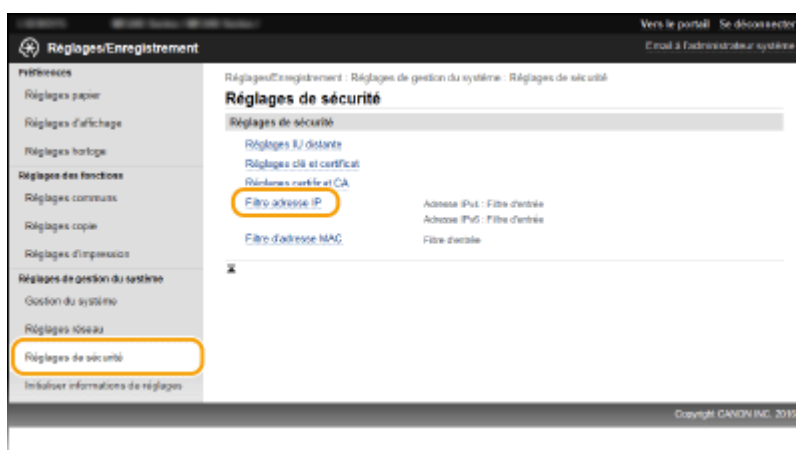 Vers le portail Se déconnecter
Réglages/Enregistrement
Email à l'administrateur système
Préférences
Réglages papier
Réglages d'affichage
Réglages horloge
Réglages des fonctions
Réglages communs
Réglages copie
Réglages d'impression
Réglages de gestion du système
Gestion du système
Réglages réseau
Réglages de sécurité
Initialiser informations de réglages
Réglages/Enregistrement : Réglages de gestion du système : Réglages de sécurité
Réglages de sécurité
Réglages de sécurité
Réglages IU distante
Réglages clé et certificat
Réglages certificat CA
Filtre adresse IP
Adresse IPv4 : Filtre d'entrée
Adresse IPv6 : Filtre d'entrée
Filtre d'adresse MAC
Filtre d'entrée
Copyright CANON INC. 2016